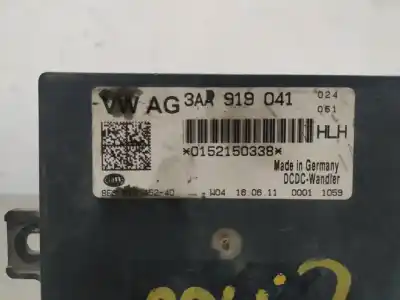 VW AG 3AA 919 041 024
061
HLH
*0152150338*
Made in Germany
DCDC-Wandler
HELLA
W04 16.06.11 0001 1059